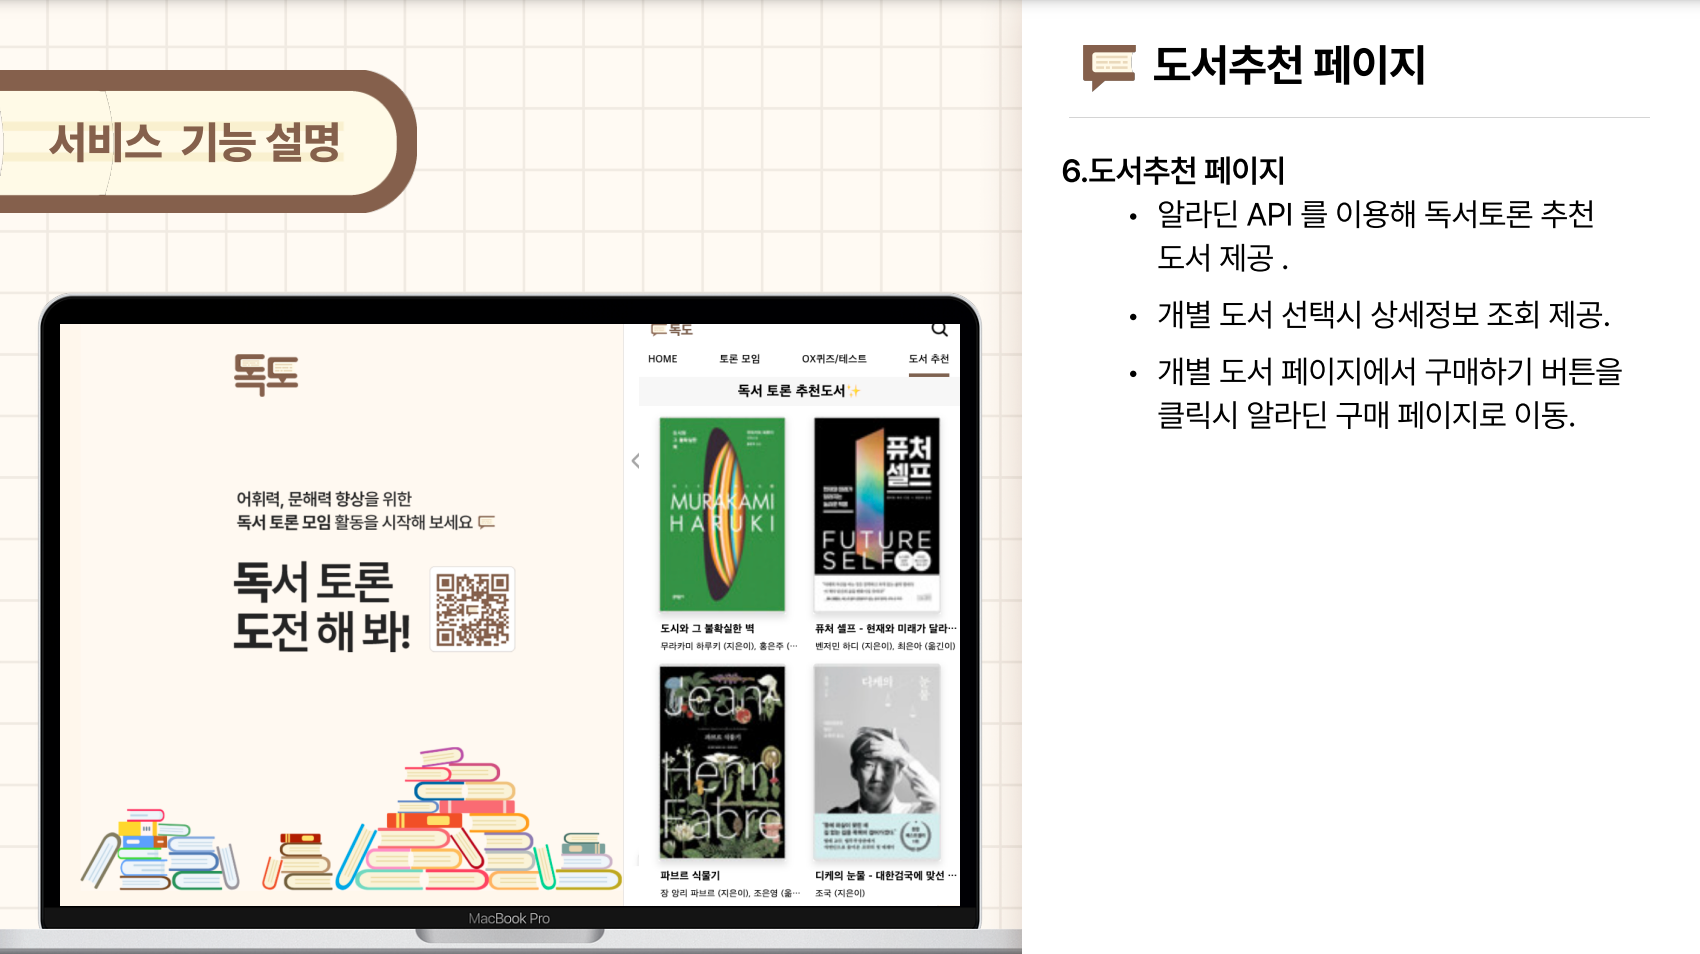 서비스 기능 설명
도서추천 페이지
6.도서추천 페이지
• 알라딘 API 를 이용해 독서토론 추천
도서 제공 .
• 개별 도서 선택시 상세정보 조회 제공.
• 개별 도서 페이지에서 구매하기 버튼을
클릭시 알라딘 구매 페이지로 이동.
독도
어휘력, 문해력 향상을 위한
독서 토론 모임 활동을 시작해 보세요
독서 토론
도전 해 봐!
독도
HOME 토론 모임 OX퀴즈/테스트 도서 추천
독서 토론 추천도서✨
MURAKAMI
HARUKI
퓨처
셀프
FUTURE
SELF
도시와 그 불확실한 벽
무라카미 하루키 (지은이), 홍은주 (…
퓨처 셀프 - 현재와 미래가 달라…
벤저민 하디 (지은이), 최은아 (옮긴이)
Jean
파브르 식물기
Henri
Fabre
디케의 눈물
파브르 식물기
장 앙리 파브르 (지은이), 조은영 (옮…
디케의 눈물 - 대한검국에 맞선 …
조국 (지은이)
MacBook Pro